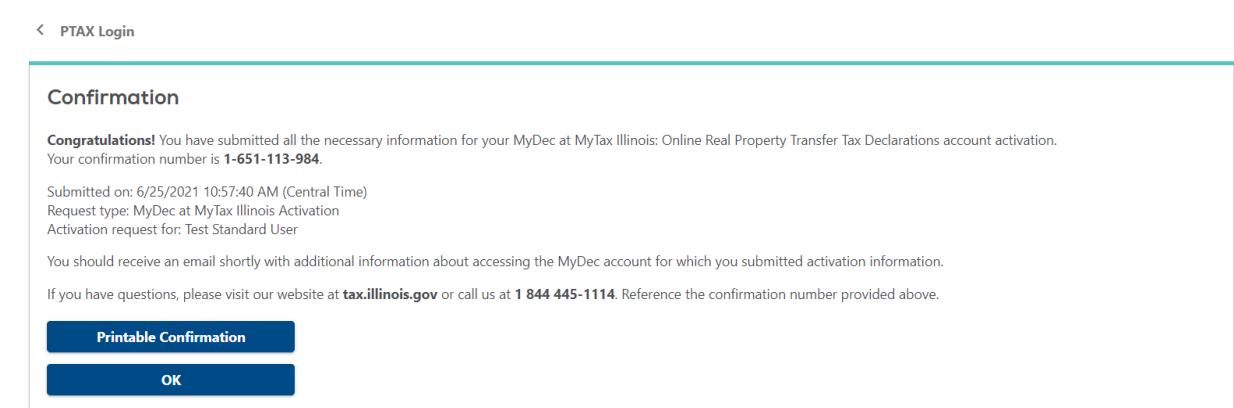 PTAX Login
Confirmation
Congratulations! You have submitted all the necessary information for your MyDec at MyTax Illinois: Online Real Property Transfer Tax Declarations account activation.
Your confirmation number is 1-651-113-984.
Submitted on: 6/25/2021 10:57:40 AM (Central Time)
Request type: MyDec at MyTax Illinois Activation
Activation request for: Test Standard User
You should receive an email shortly with additional information about accessing the MyDec account for which you submitted activation information.
If you have questions, please visit our website at tax.illinois.gov or call us at 1 844 445-1114. Reference the confirmation number provided above.
Printable Confirmation
OK